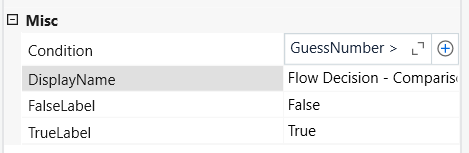 Misc
Condition GuessNumber >
DisplayName Flow Decision - Comparis
FalseLabel False
TrueLabel True